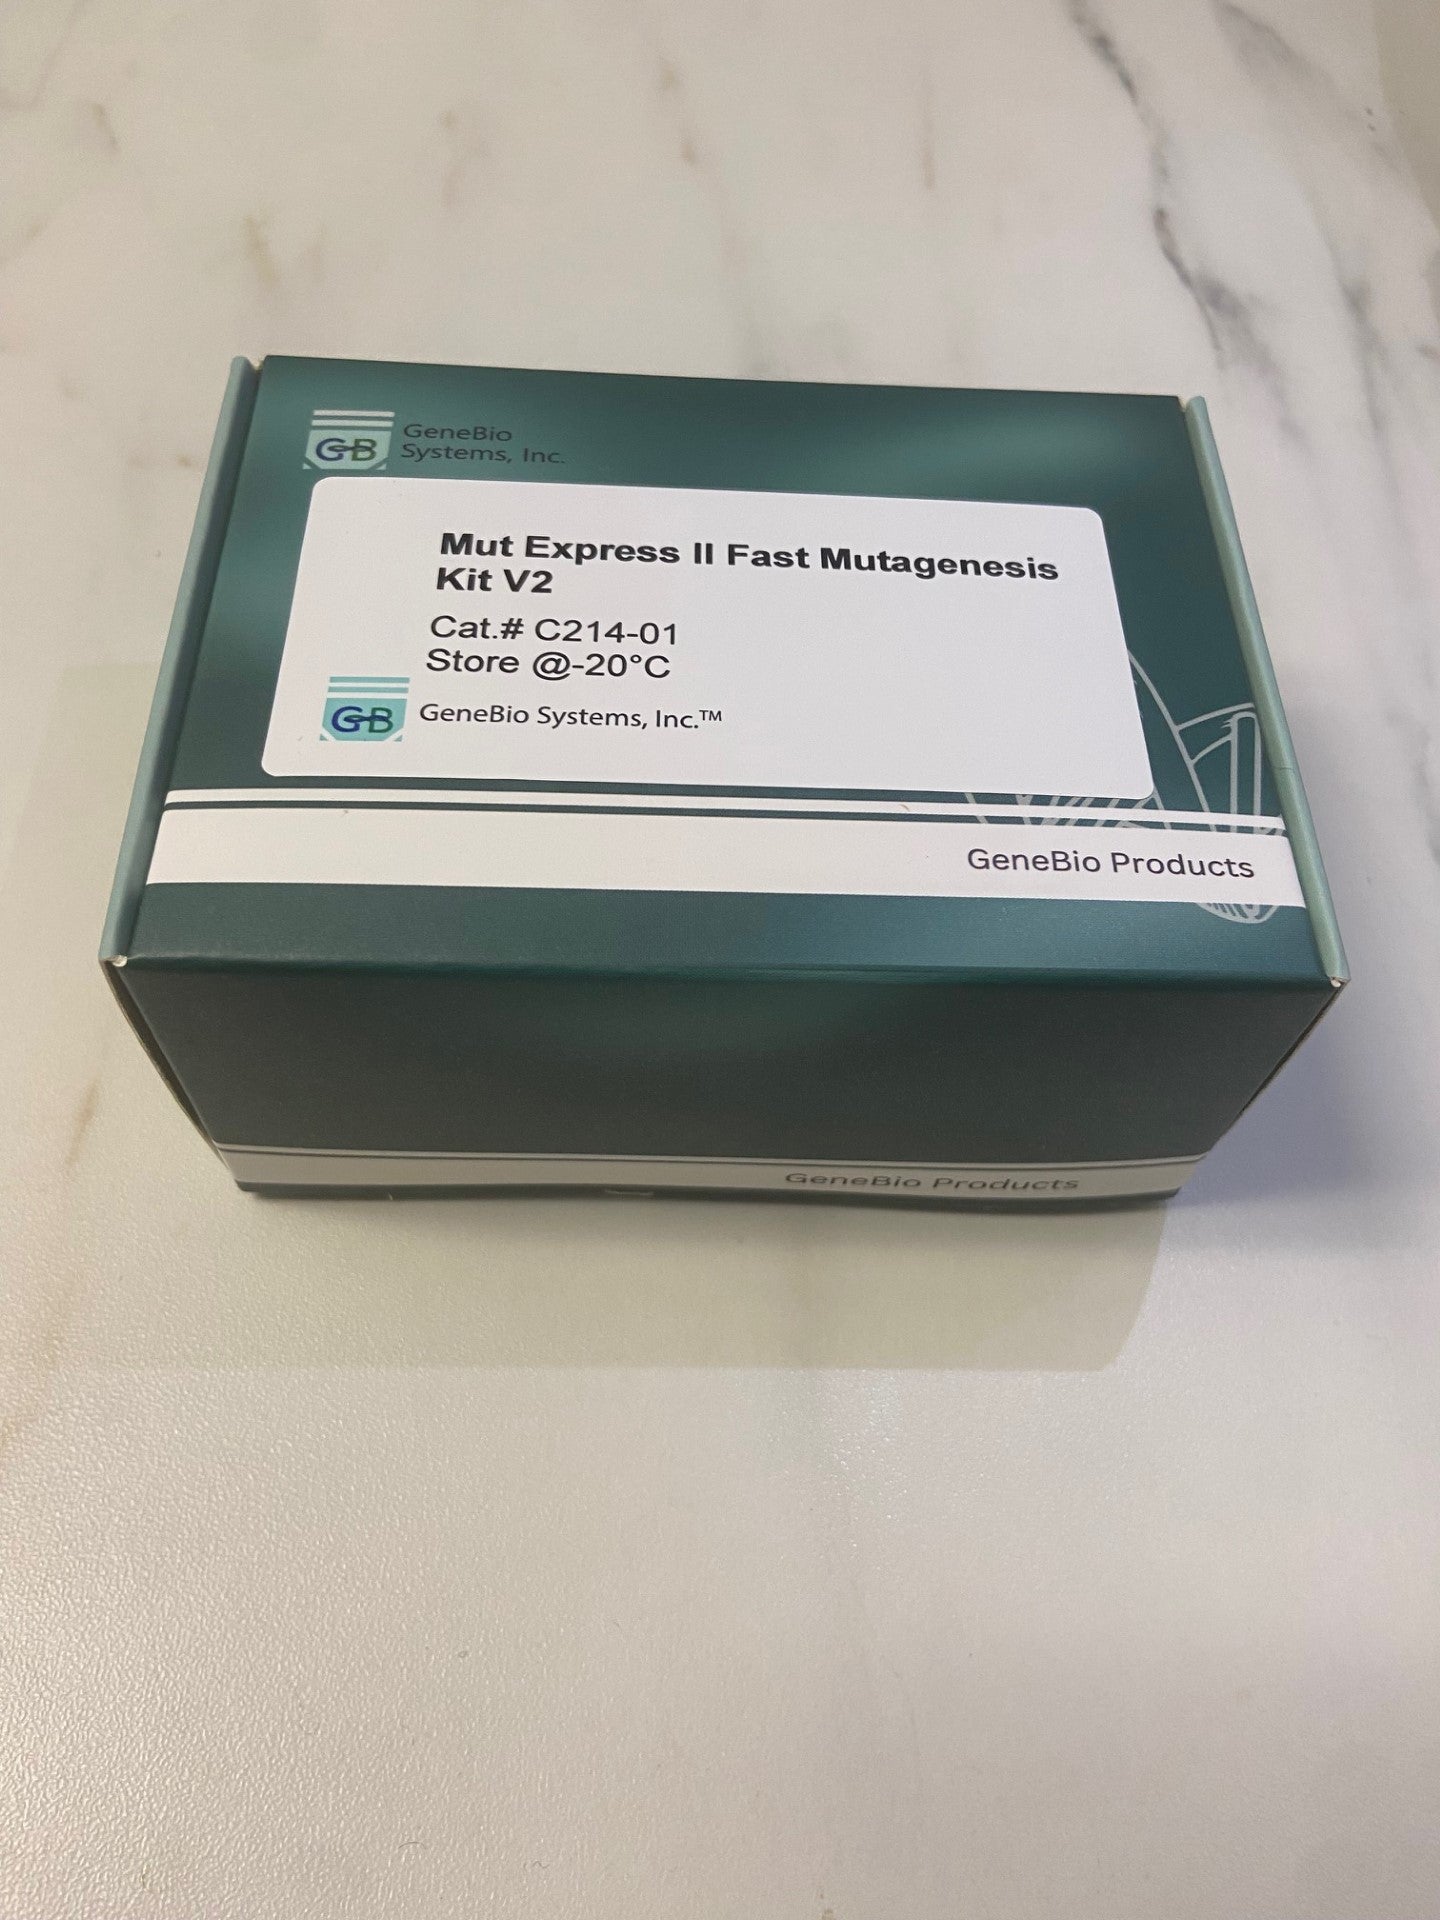 GB
GeneBio
Systems, Inc.
Mut Express II Fast Mutagenesis
Kit V2
Cat.# C214-01
Store @-20°C
GB
GeneBio Systems, Inc.™
GeneBio Products
GeneBio Products